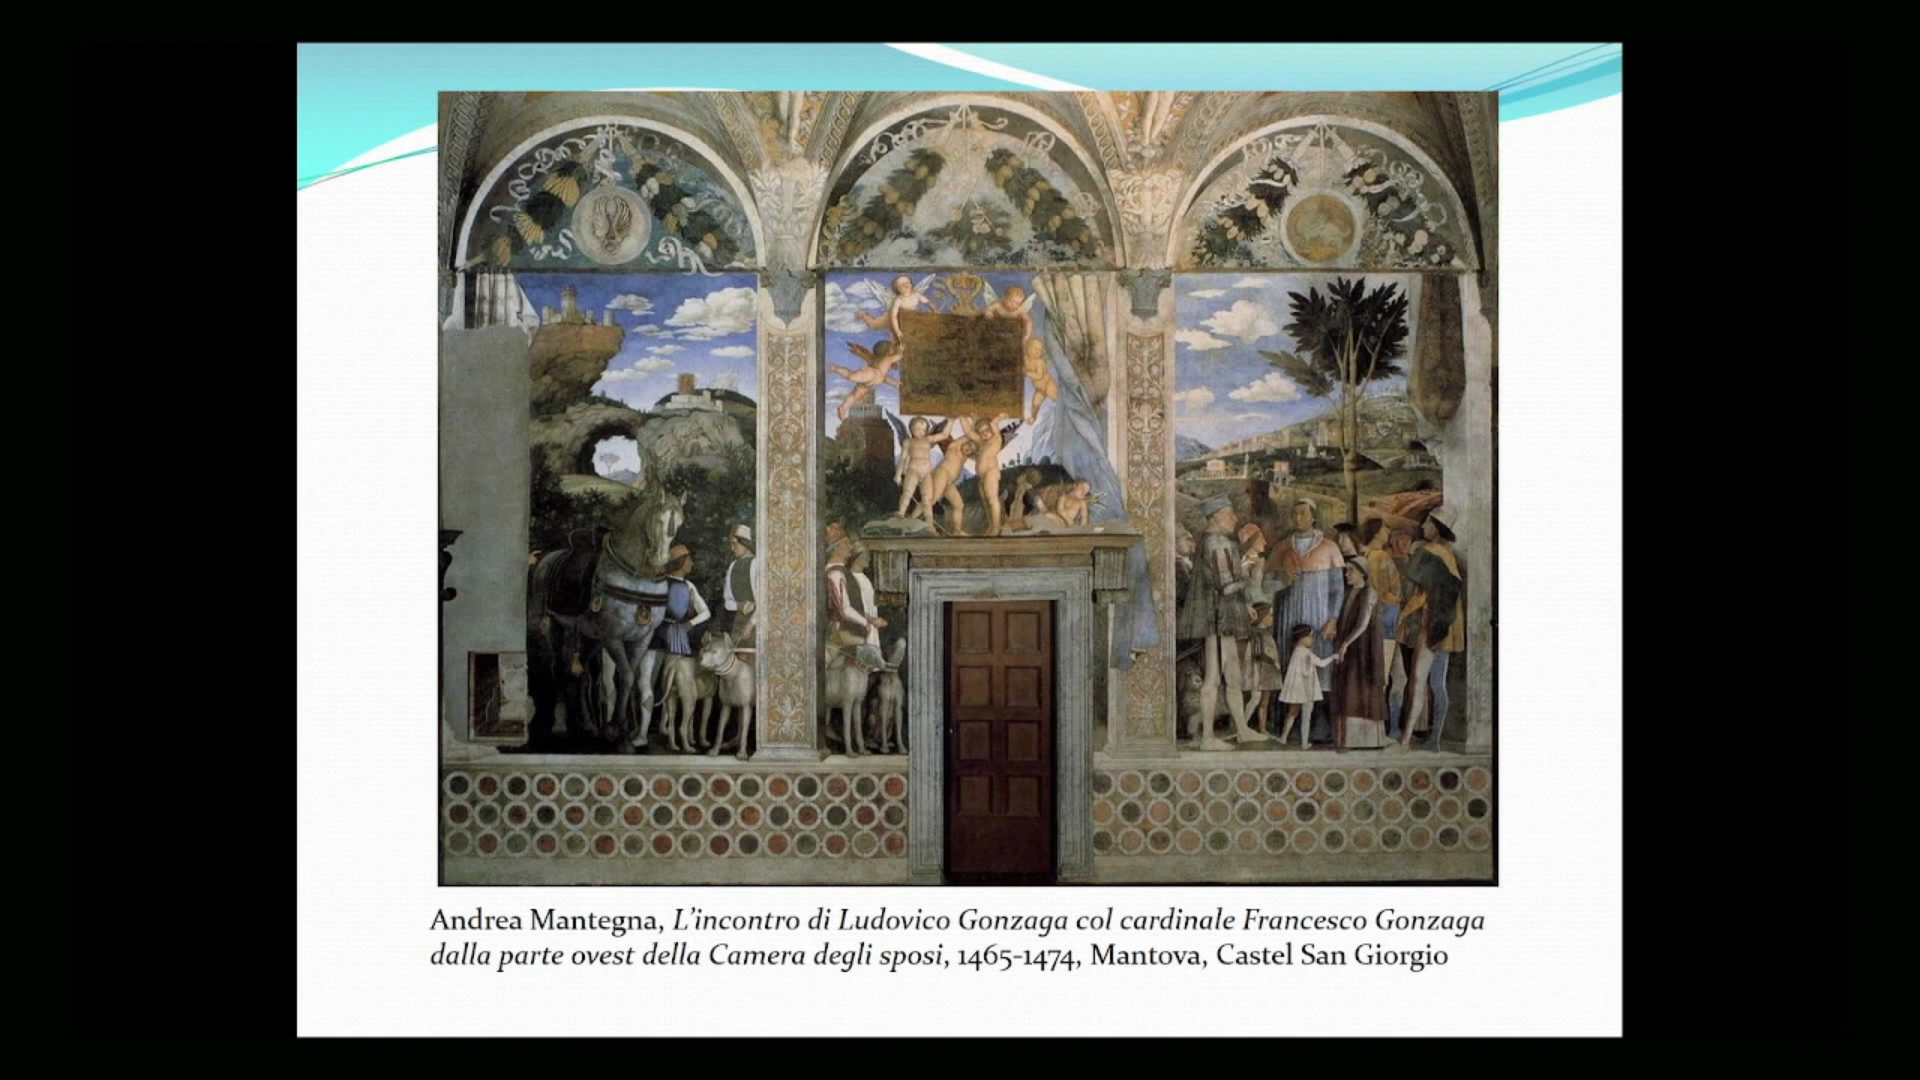 Andrea Mantegna, L’incontro di Ludovico Gonzaga col cardinale Francesco Gonzaga
dalla parte ovest della Camera degli sposi, 1465-1474, Mantova, Castel San Giorgio